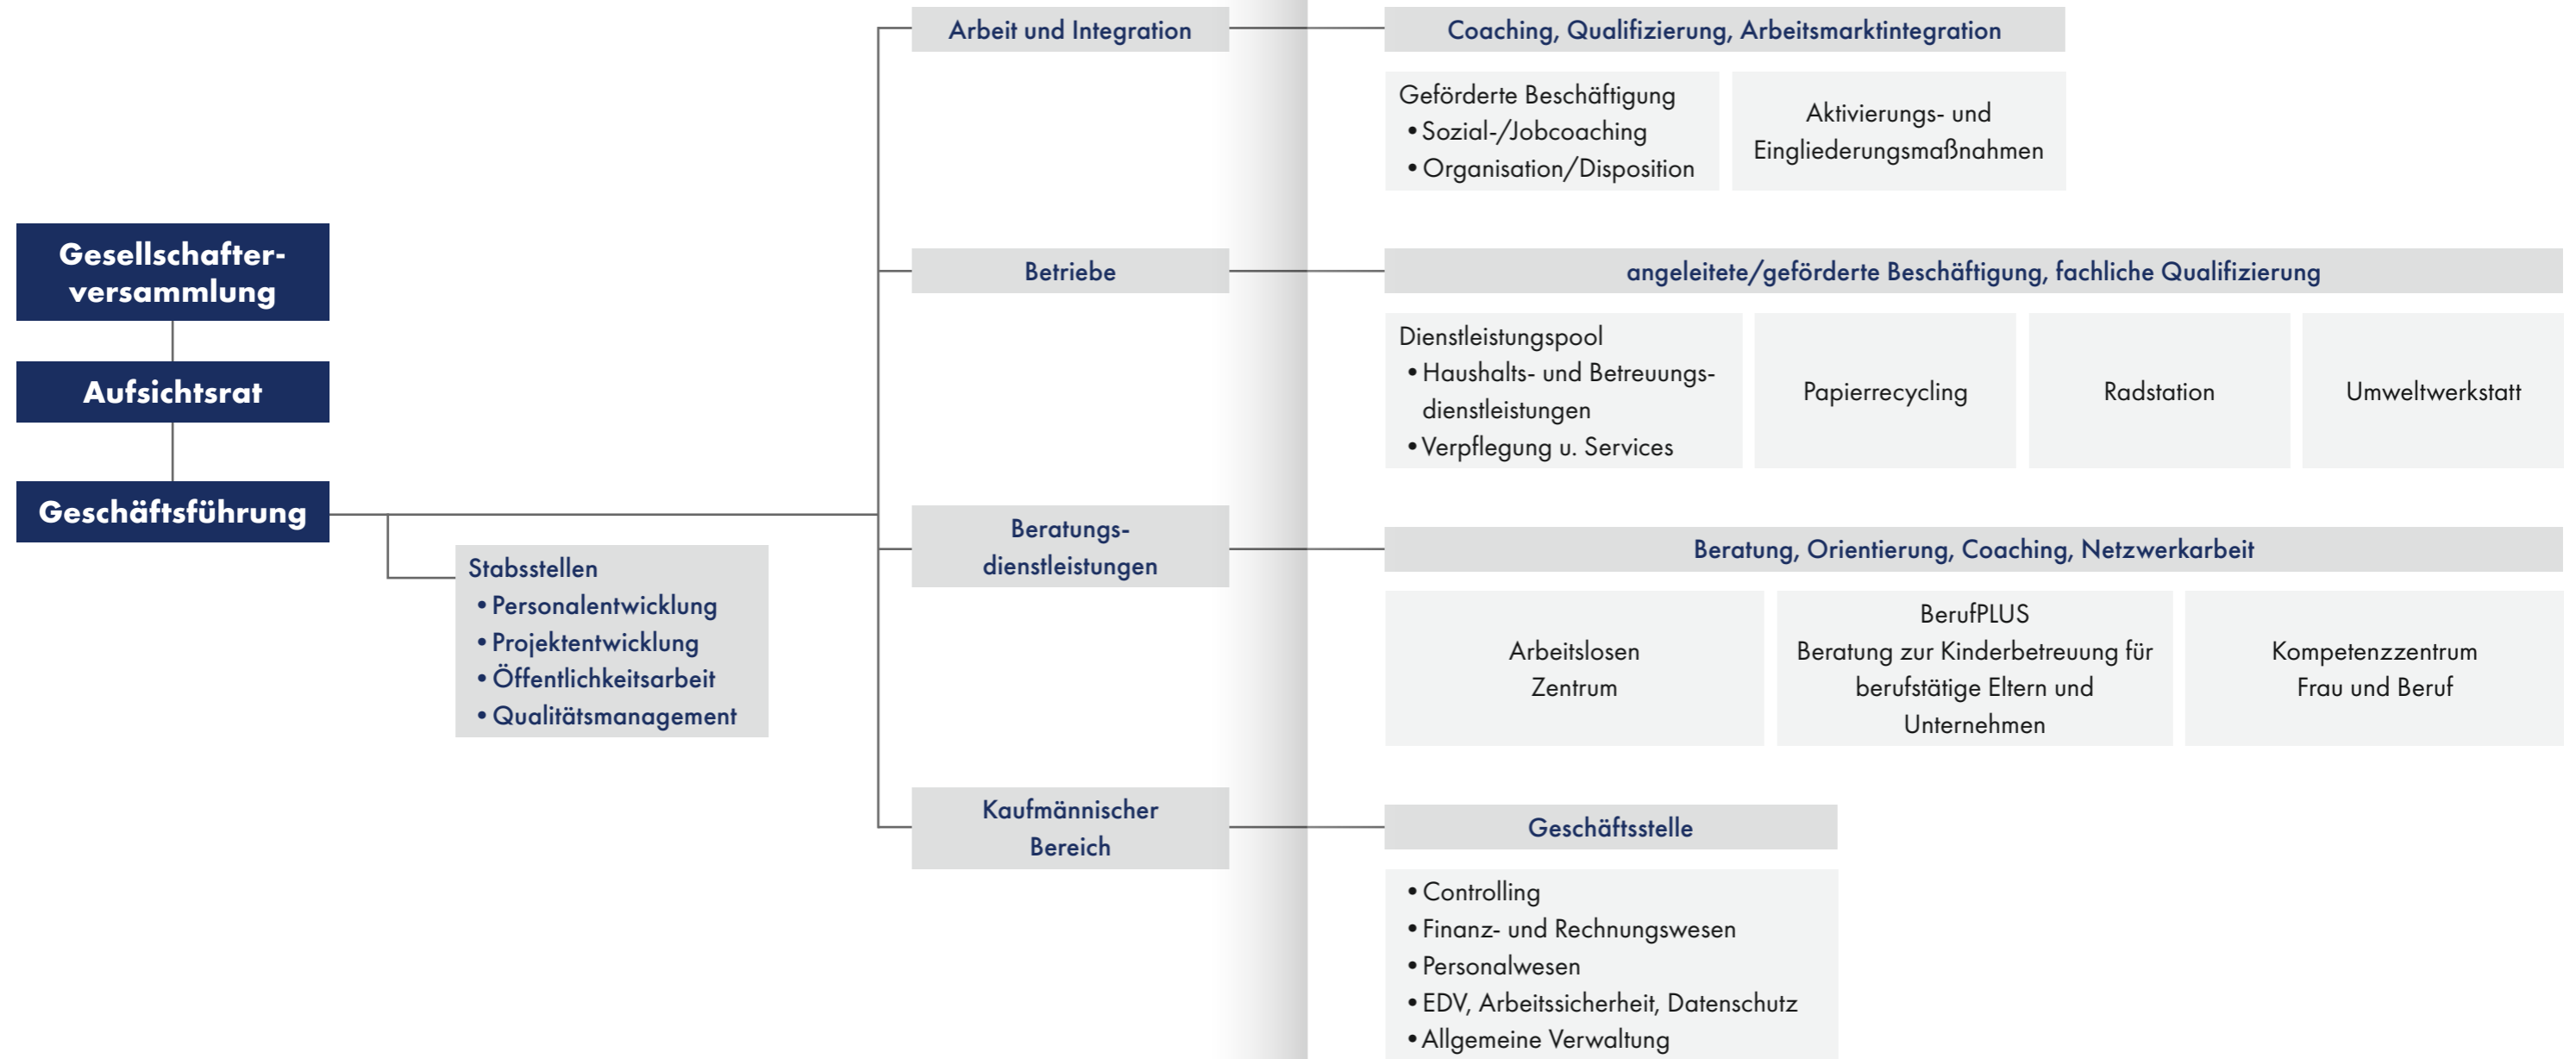 Gesellschafter-
versammlung
Aufsichtsrat
Geschäftsführung
Stabsstellen
• Personalentwicklung
• Projektentwicklung
• Öffentlichkeitsarbeit
• Qualitätsmanagement
Arbeit und Integration
Coaching, Qualifizierung, Arbeitsmarktintegration
Geförderte Beschäftigung
• Sozial-/Jobcoaching
• Organisation/Disposition
Aktivierungs- und
Eingliederungsmaßnahmen
Betriebe
angeleitete/geförderte Beschäftigung, fachliche Qualifizierung
Dienstleistungspool
• Haushalts- und Betreuungs-
dienstleistungen
• Verpflegung u. Services
Papierrecycling
Radstation
Umweltwerkstatt
Beratungs-
dienstleistungen
Beratung, Orientierung, Coaching, Netzwerkarbeit
Arbeitslosen
Zentrum
BerufPLUS
Beratung zur Kinderbetreuung für
berufstätige Eltern und
Unternehmen
Kompetenzzentrum
Frau und Beruf
Kaufmännischer
Bereich
Geschäftsstelle
• Controlling
• Finanz- und Rechnungswesen
• Personalwesen
• EDV, Arbeitssicherheit, Datenschutz
• Allgemeine Verwaltung